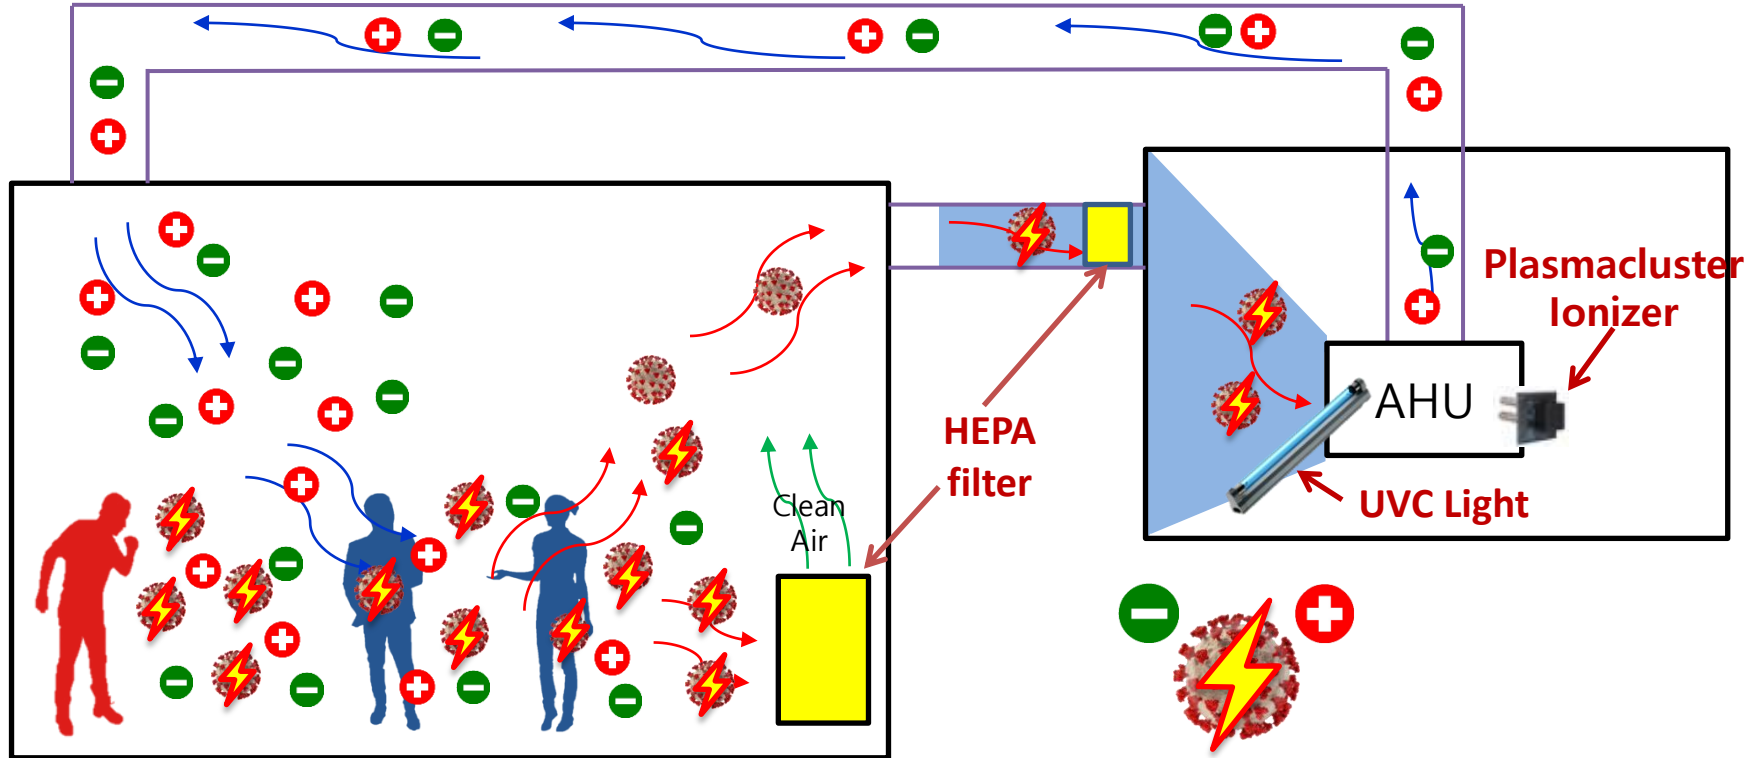 Plasmacluster
Ionizer
AHU
HEPA
filter
UVC Light
Clean
Air